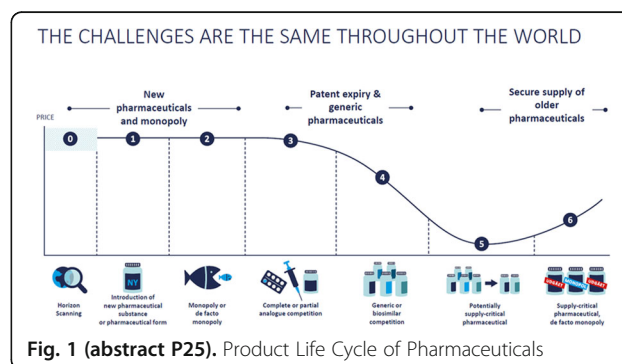 THE CHALLENGES ARE THE SAME THROUGHOUT THE WORLD
New
pharmaceuticals
and monopoly
Patent expiry &
generic
pharmaceuticals
Secure supply of
older
pharmaceuticals
PRICE
0
1
2
3
4
5
6
NY
UDGÅET
MONOPOL
UDGÅET
Horizon
Scanning
Introduction of
new pharmaceutical
substance
or pharmaceutical form
Monopoly or
de facto
monopoly
Complete or partial
analogue competition
Generic or
biosimilar
competition
Potentially
supply-critical
pharmaceutical
Supply-critical
pharmaceutical,
de facto monopoly
Fig. 1 (abstract P25). Product Life Cycle of Pharmaceuticals